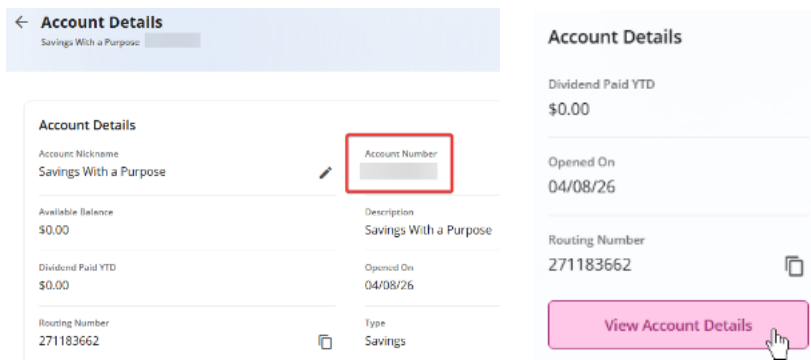 Account Details
Savings With a Purpose
Account Details
Account Nickname
Savings With a Purpose
Account Number
Available Balance
$0.00
Description
Savings With a Purpose
Dividend Paid YTD
$0.00
Opened On
04/08/26
Routing Number
271183662
Type
Savings
Account Details
Dividend Paid YTD
$0.00
Opened On
04/08/26
Routing Number
271183662
View Account Details